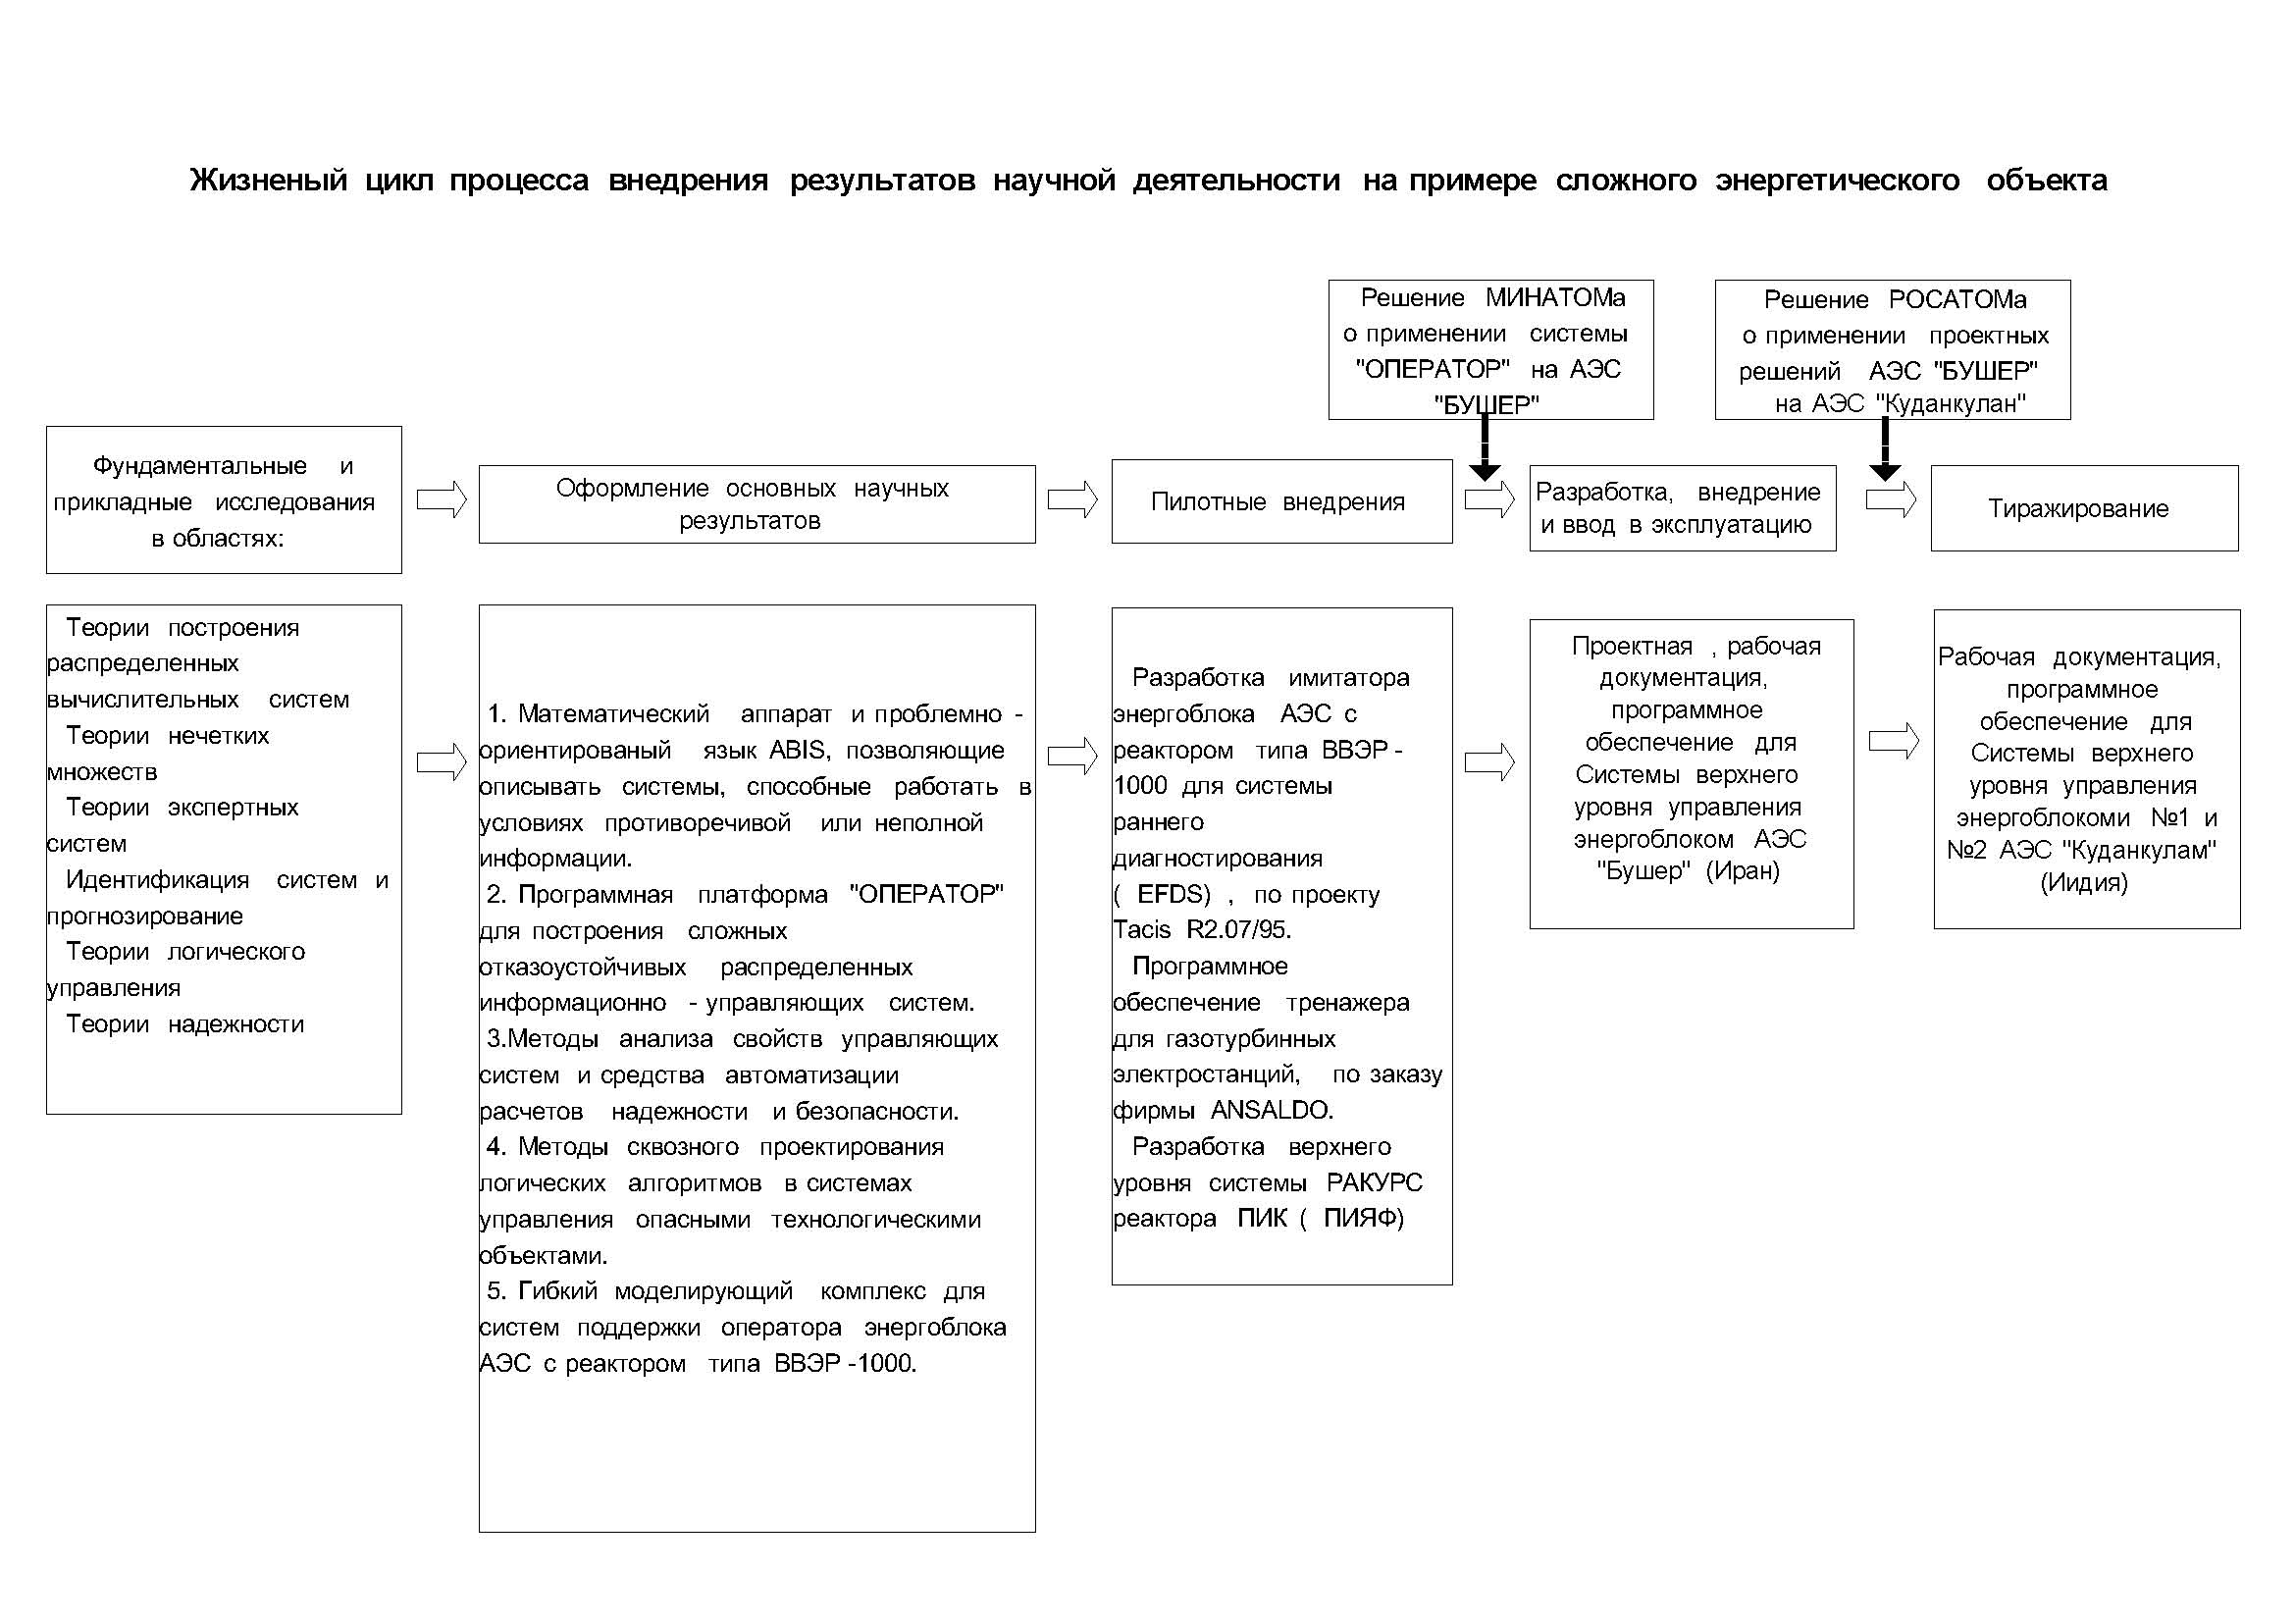 Жизненый цикл процесса внедрения результатов научной деятельности на примере сложного энергетического объекта
Решение МИНАТОМа
о применении системы
"ОПЕРАТОР" на АЭС
"БУШЕР"
Решение РОСАТОМа
о применении проектных
решений АЭС "БУШЕР"
на АЭС "Куданкулан"
Фундаментальные и
прикладные исследования
в областях:
Оформление основных научных
результатов
Пилотные внедрения
Разработка, внедрение
и ввод в эксплуатацию
Тиражирование
Теории построения
распределенных
вычислительных систем
Теории нечетких
множеств
Теории экспертных
систем
Идентификация систем и
прогнозирование
Теории логического
управления
Теории надежности
1. Математический аппарат и проблемно -
ориентированый язык ABIS, позволяющие
описывать системы, способные работать в
условиях противоречивой или неполной
информации.
2. Программная платформа "ОПЕРАТОР"
для построения сложных
отказоустойчивых распределенных
информационно - управляющих систем.
3.Методы анализа свойств управляющих
систем и средства автоматизации
расчетов надежности и безопасности.
4. Методы сквозного проектирования
логических алгоритмов в системах
управления опасными технологическими
объектами.
5. Гибкий моделирующий комплекс для
систем поддержки оператора энергоблока
АЭС с реактором типа ВВЭР -1000.
Разработка имитатора
энергоблока АЭС с
реактором типа ВВЭР -
1000 для системы
раннего
диагностирования
( EFDS) , по проекту
Tacis R2.07/95.
Программное
обеспечение тренажера
для газотурбинных
электростанций, по заказу
фирмы ANSALDO.
Разработка верхнего
уровня системы РАКУРС
реактора ПИК ( ПИЯФ)
Проектная , рабочая
документация,
программное
обеспечение для
Системы верхнего
уровня управления
энергоблоком АЭС
"Бушер" (Иран)
Рабочая документация,
программное
обеспечение для
Системы верхнего
уровня управления
энергоблокоми №1 и
№2 АЭС "Куданкулам"
(Иидия)